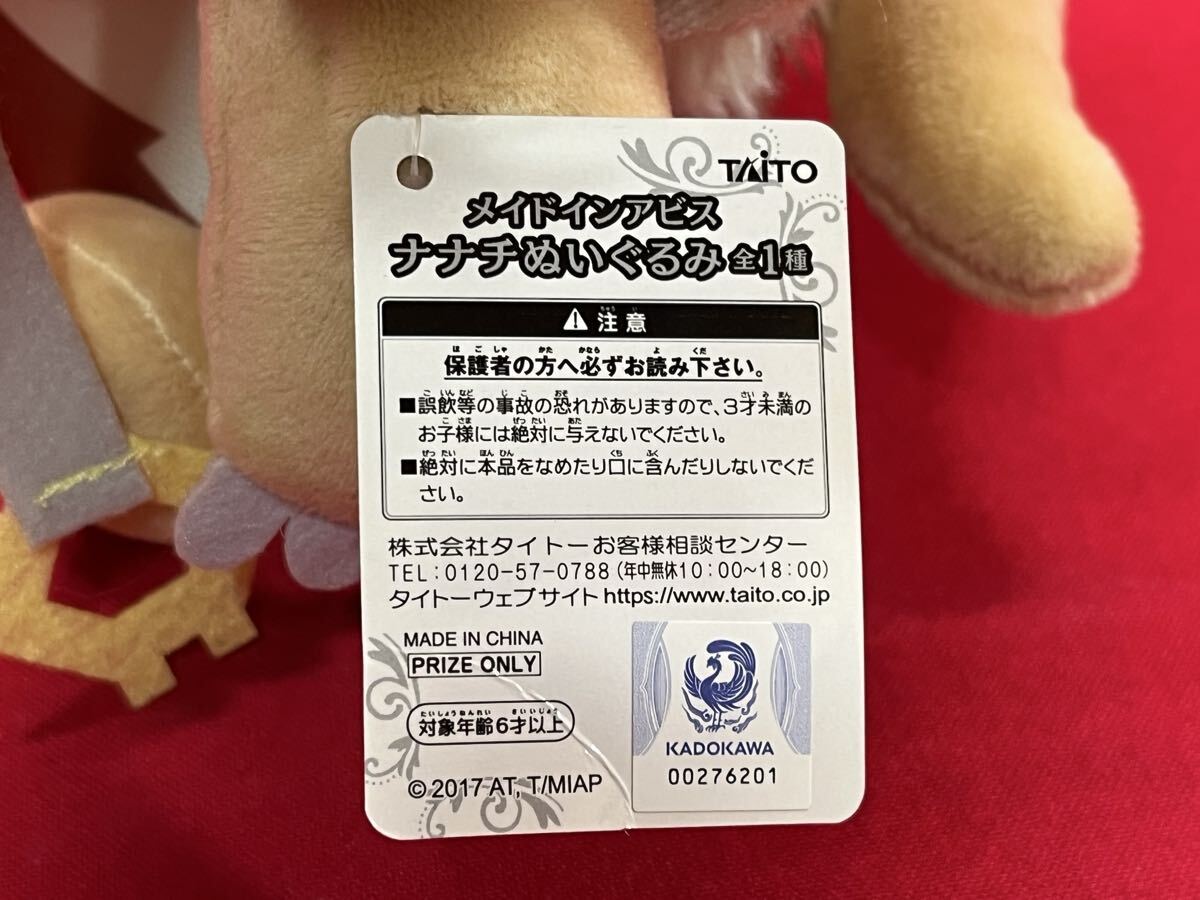 TAITO
メイドインアビス
ナナチぬいぐるみ 全1種
⚠注意
保護者の方へ必ずお読み下さい。
■誤飲等の事故の恐れがありますので、3才未満の
お子様には絶対に与えないでください。
■絶対に本品をなめたり口に含んだりしないでくだ
さい。
株式会社タイトーお客様相談センター
TEL:0120-57-0788(年中無休10:00~18:00)
タイトーウェブサイト https://www.taito.co.jp
MADE IN CHINA
PRIZE ONLY
対象年齢6才以上
© 2017 AT, T/MIAP
KADOKAWA
00276201